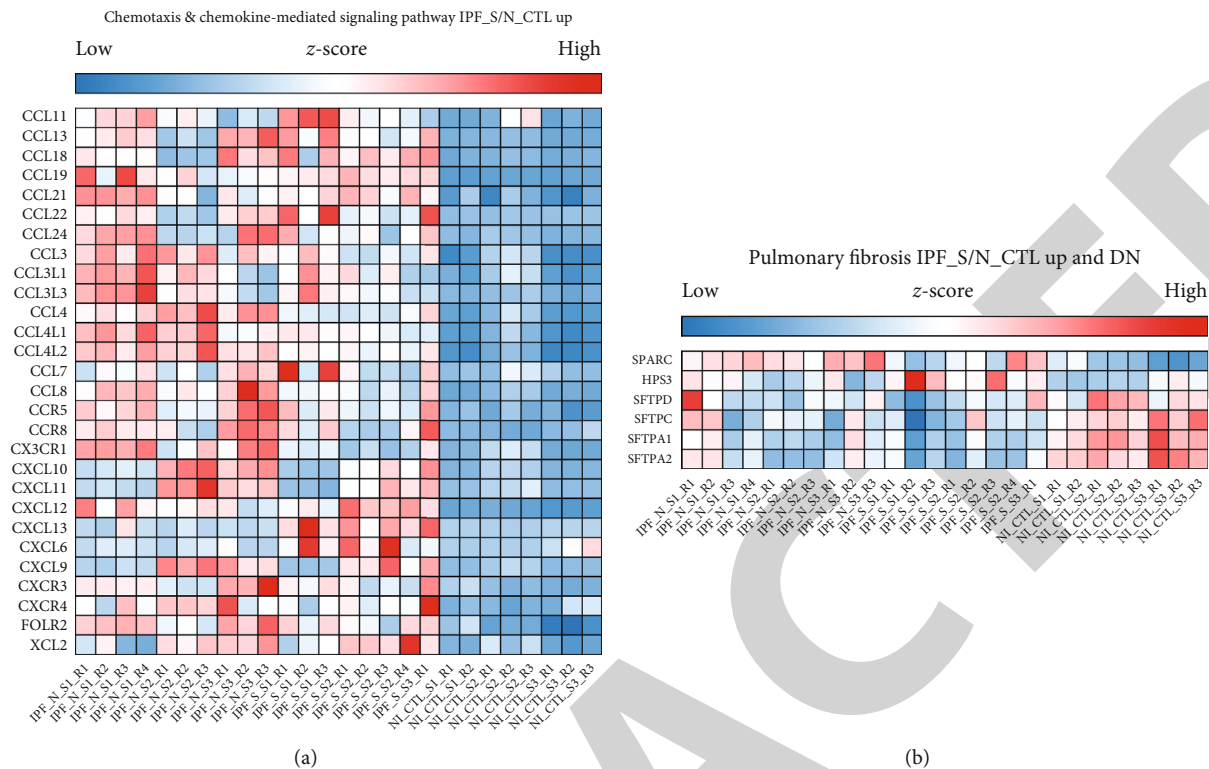 Chemotaxis & chemokine-mediated signaling pathway IPF_S/N_CTL up
Low z-score High
CCL11
CCL13
CCL18
CCL19
CCL21
CCL22
CCL24
CCL3
CCL3L1
CCL3L3
CCL4
CCL4L1
CCL4L2
CCL7
CCL8
CCR5
CCR8
CX3CR1
CXCL10
CXCL11
CXCL12
CXCL13
CXCL6
CXCL9
CXCR3
CXCR4
FOLR2
XCL2
IPF_N_S1_R1
IPF_N_S1_R2
IPF_N_S1_R3
IPF_N_S1_R4
IPF_N_S2_R1
IPF_N_S2_R2
IPF_N_S2_R3
IPF_N_S3_R1
IPF_N_S3_R2
IPF_N_S3_R3
IPF_S_S1_R1
IPF_S_S1_R2
IPF_S_S1_R3
IPF_S_S2_R1
IPF_S_S2_R2
IPF_S_S2_R3
IPF_S_S2_R4
IPF_S_S3_R1
NI_CTL_S1_R1
NI_CTL_S1_R2
NI_CTL_S2_R1
NI_CTL_S2_R2
NI_CTL_S2_R3
NI_CTL_S3_R1
NI_CTL_S3_R2
NI_CTL_S3_R3
(a)
Pulmonary fibrosis IPF_S/N_CTL up and DN
Low z-score High
SPARC
HPS3
SFTPD
SFTPC
SFTPA1
SFTPA2
IPF_N_S1_R1
IPF_N_S1_R2
IPF_N_S1_R3
IPF_N_S1_R4
IPF_N_S2_R1
IPF_N_S2_R2
IPF_N_S2_R3
IPF_N_S3_R1
IPF_N_S3_R2
IPF_N_S3_R3
IPF_S_S1_R1
IPF_S_S1_R2
IPF_S_S1_R3
IPF_S_S2_R1
IPF_S_S2_R2
IPF_S_S2_R3
IPF_S_S2_R4
IPF_S_S3_R1
NI_CTL_S1_R1
NI_CTL_S1_R2
NI_CTL_S2_R1
NI_CTL_S2_R2
NI_CTL_S2_R3
NI_CTL_S3_R1
NI_CTL_S3_R2
NI_CTL_S3_R3
(b)
ACTE